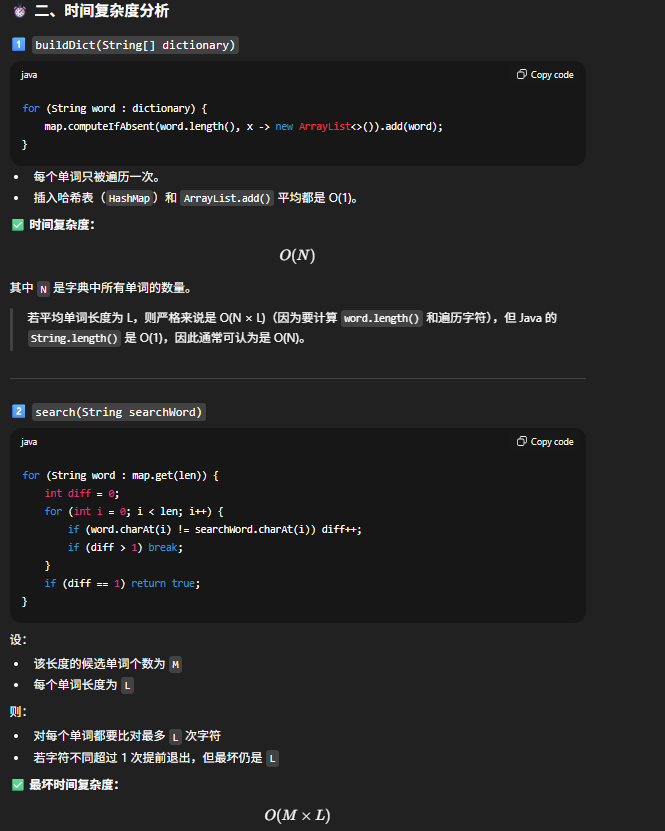 ⏱ 二、时间复杂度分析
1️⃣ buildDict(String[] dictionary)
java Copy code
for (String word : dictionary) {
    map.computeIfAbsent(word.length(), x -> new ArrayList<>()).add(word);
}
• 每个单词只被遍历一次。
• 插入哈希表（HashMap）和 ArrayList.add() 平均都是 O(1)。
✅ 时间复杂度：
O(N)
其中 N 是字典中所有单词的数量。
若平均单词长度为 L，则严格来说是 O(N × L)（因为要计算 word.length() 和遍历字符），但 Java 的
String.length() 是 O(1)，因此通常可认为是 O(N)。
2️⃣ search(String searchWord)
java Copy code
for (String word : map.get(len)) {
    int diff = 0;
    for (int i = 0; i < len; i++) {
        if (word.charAt(i) != searchWord.charAt(i)) diff++;
        if (diff > 1) break;
    }
    if (diff == 1) return true;
}
设：
• 该长度的候选单词个数为 M
• 每个单词长度为 L
则：
• 对每个单词都要比对最多 L 次字符
• 若字符不同超过 1 次提前退出，但最坏仍是 L
✅ 最坏时间复杂度：
O(M × L)